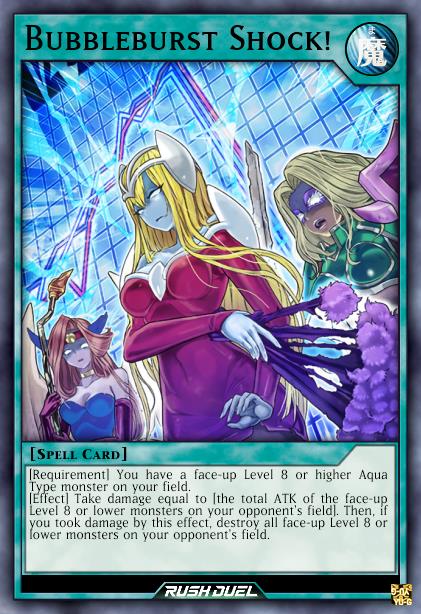 Bubbleburst Shock!
ま
魔
[Spell Card]
[Requirement] You have a face-up Level 8 or higher Aqua
Type monster on your field.
[Effect] Take damage equal to [the total ATK of the face-up
Level 8 or lower monsters on your opponent's field]. Then, if
you took damage by this effect, destroy all face-up Level 8 or
lower monsters on your opponent's field.
RUSH DUEL